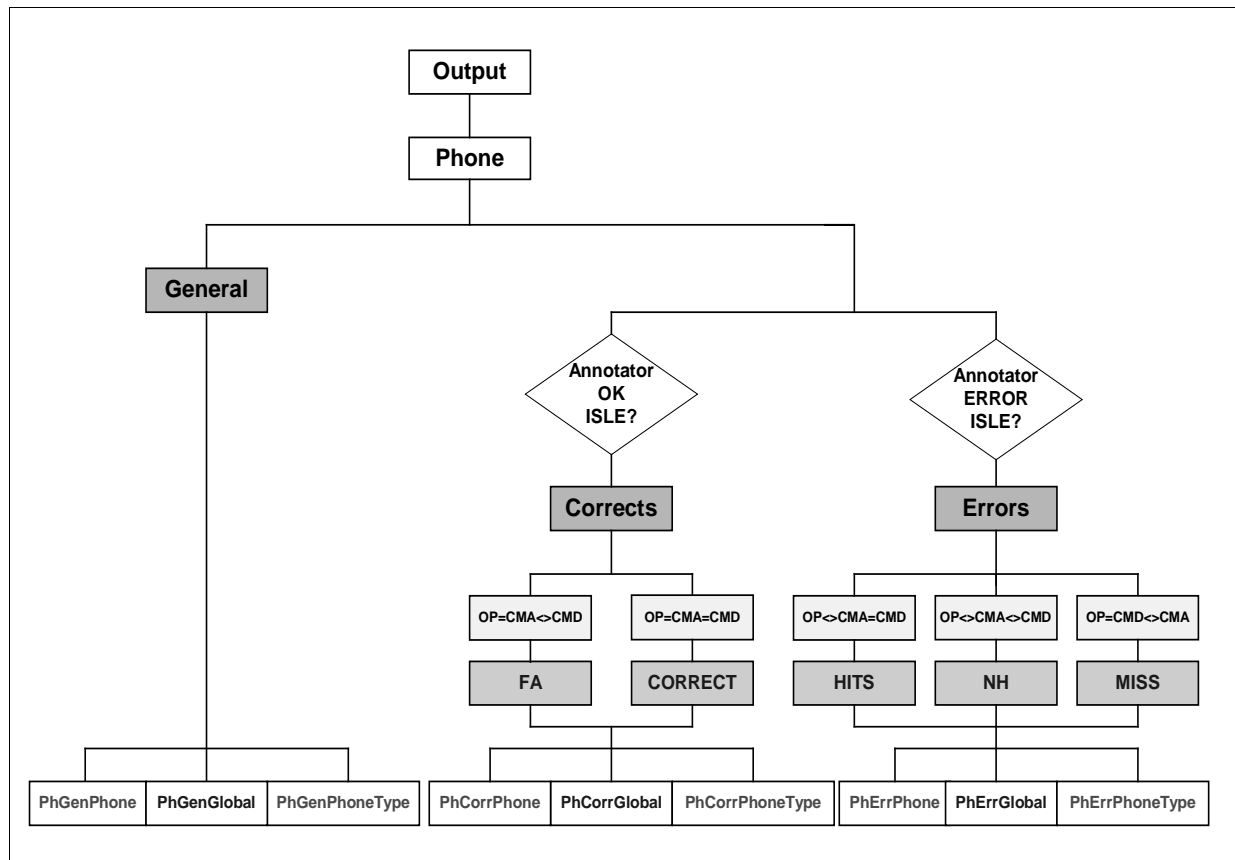 Output
Phone
General
Annotator
OK
ISLE?
Annotator
ERROR
ISLE?
Corrects
Errors
OP=CMA<>CMD
OP=CMA=CMD
OP<>CMA=CMD
OP<>CMA<>CMD
OP=CMD<>CMA
FA
CORRECT
HITS
NH
MISS
PhGenPhone
PhGenGlobal
PhGenPhoneType
PhCorrPhone
PhCorrGlobal
PhCorrPhoneType
PhErrPhone
PhErrGlobal
PhErrPhoneType